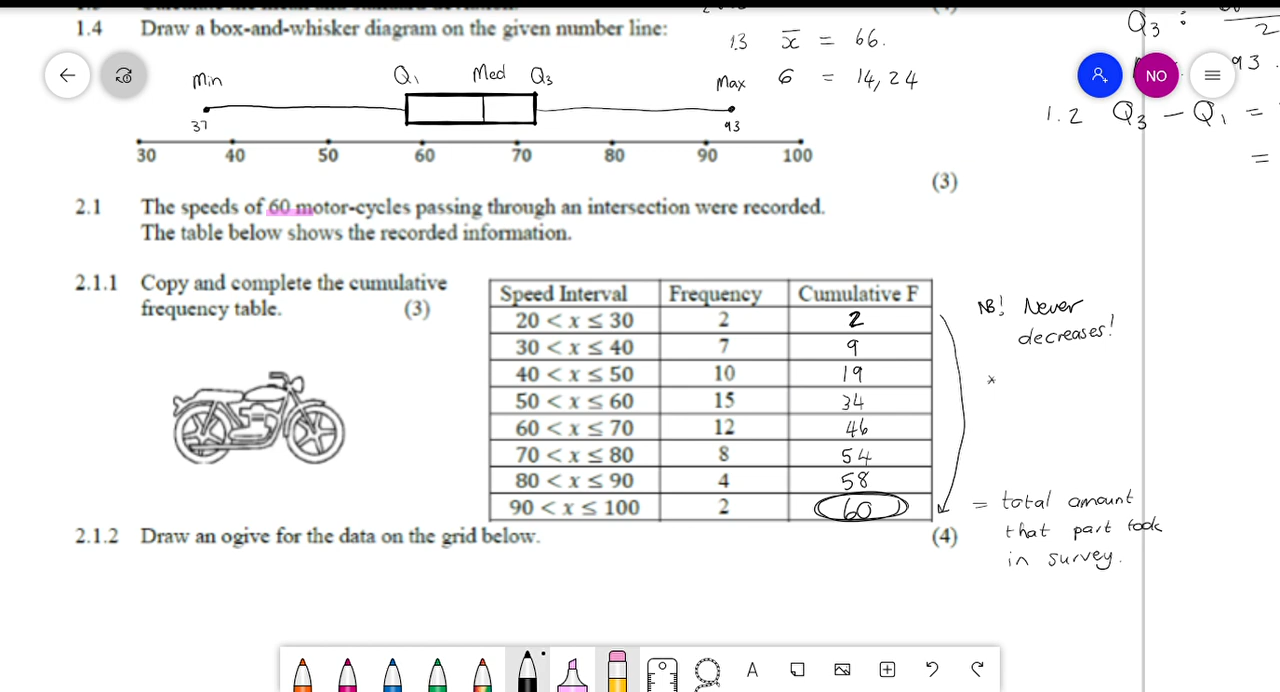 1.4 Draw a box-and-whisker diagram on the given number line:
1.3 x̄ = 66.
6 = 14,24
Q3 :
2
93.
NO
1.2 Q3 - Q1 =
=
Min Q1 Med Q3 Max
37 93
30 40 50 60 70 80 90 100
(3)
2.1 The speeds of 60 motor-cycles passing through an intersection were recorded.
The table below shows the recorded information.
2.1.1 Copy and complete the cumulative
frequency table. (3)
Speed Interval Frequency Cumulative F
20 < x ≤ 30 2 2
30 < x ≤ 40 7 9
40 < x ≤ 50 10 19
50 < x ≤ 60 15 34
60 < x ≤ 70 12 46
70 < x ≤ 80 8 54
80 < x ≤ 90 4 58
90 < x ≤ 100 2 60
NB! Never
decreases!
*
= total amount
that part took
in survey.
2.1.2 Draw an ogive for the data on the grid below. (4)
A